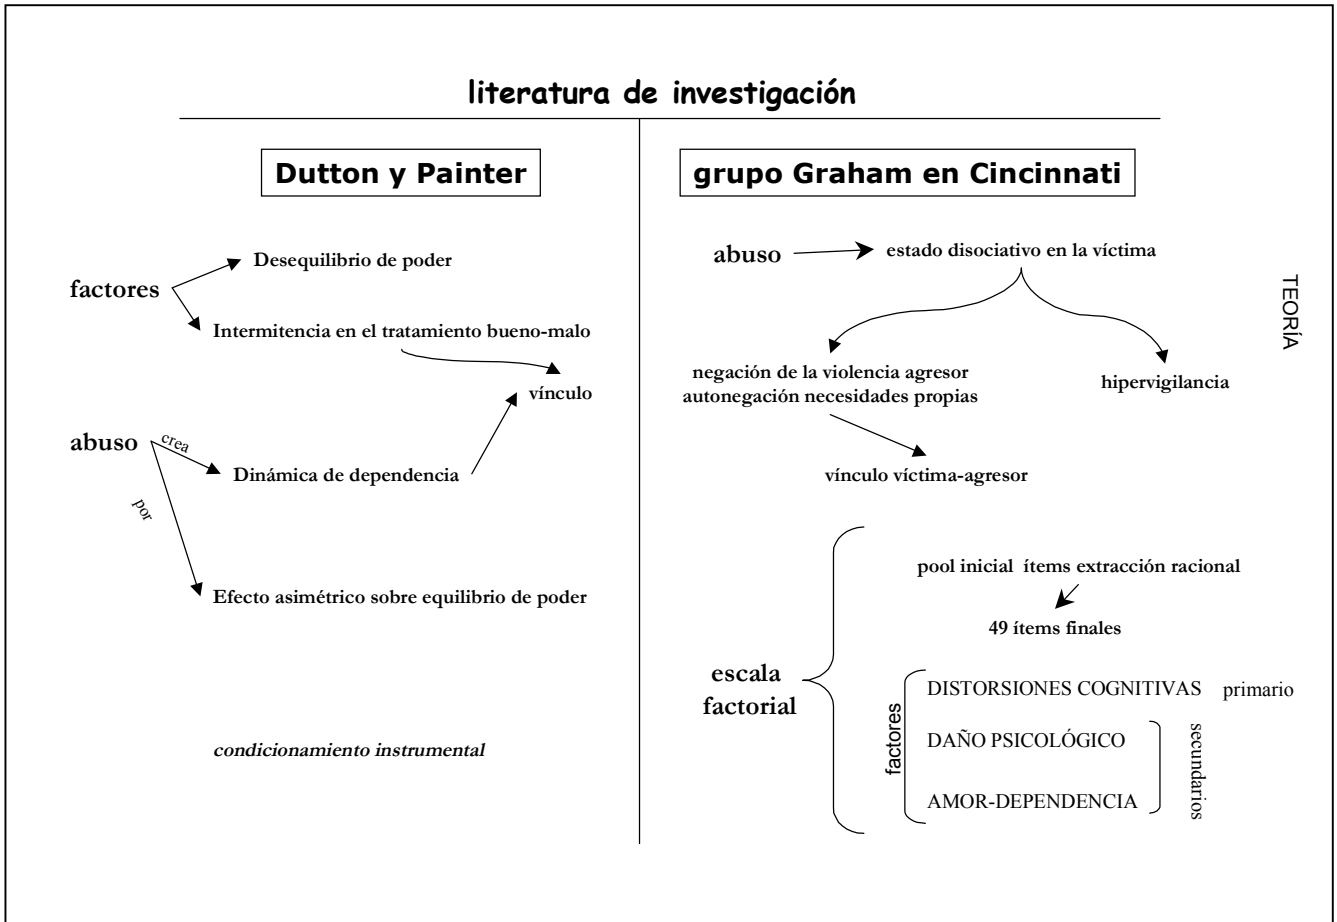 literatura de investigación
Dutton y Painter
factores
Desequilibrio de poder
Intermitencia en el tratamiento bueno-malo
vínculo
abuso
crea
Dinámica de dependencia
por
Efecto asimétrico sobre equilibrio de poder
condicionamiento instrumental
grupo Graham en Cincinnati
abuso
estado disociativo en la víctima
TEORÍA
negación de la violencia agresor
autonegación necesidades propias
hipervigilancia
vínculo víctima-agresor
escala
factorial
pool inicial ítems extracción racional
49 ítems finales
factores
DISTORSIONES COGNITIVAS primario
DAÑO PSICOLÓGICO
AMOR-DEPENDENCIA
secundarios